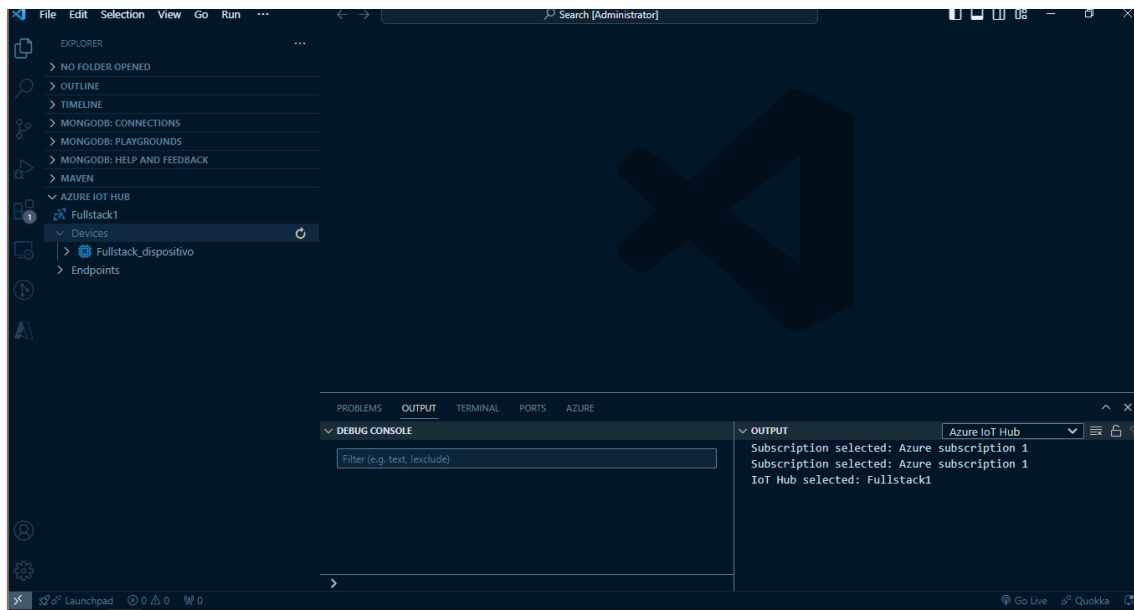 File Edit Selection View Go Run ...
Search [Administrator]
EXPLORER
NO FOLDER OPENED
OUTLINE
TIMELINE
MONGODB: CONNECTIONS
MONGODB: PLAYGROUNDS
MONGODB: HELP AND FEEDBACK
MAVEN
AZURE IOT HUB
1
Fullstack1
Devices
Fullstack_dispositivo
Endpoints
PROBLEMS OUTPUT TERMINAL PORTS AZURE
DEBUG CONSOLE
Filter (e.g. text, !exclude)
OUTPUT
Azure IoT Hub
Subscription selected: Azure subscription 1
Subscription selected: Azure subscription 1
IoT Hub selected: Fullstack1
Launchpad 0 0 0
Go Live Quokka